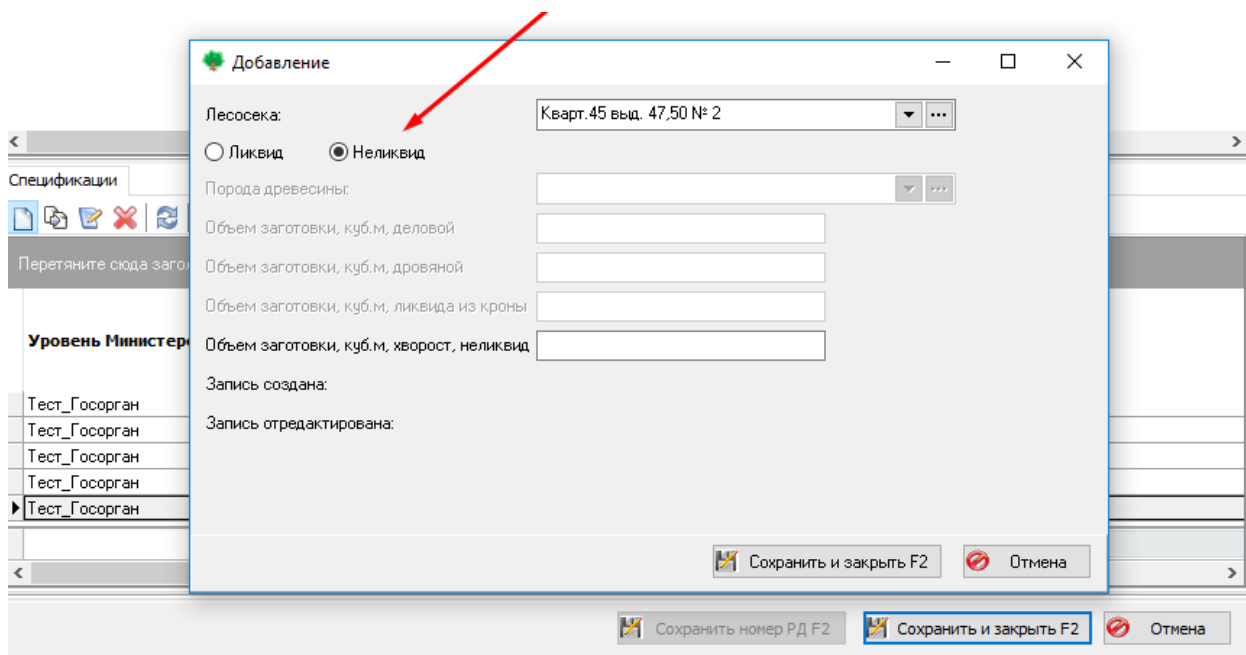 Добавление
Лесосека:
Кварт.45 выд. 47,50 № 2
Ликвид
Неликвид
Спецификации
Порода древесины:
Объем заготовки, куб.м, деловой
Перетяните сюда
Объем заготовки, куб.м, дровяной
Объем заготовки, куб.м, ликвида из кроны
Уровень
Объем заготовки, куб.м, хворост, неликвид
Запись создана:
Тест_Госорган
Запись отредактирована:
Тест_Госорган
Тест_Госорган
Тест_Госорган
Тест_Госорган
Сохранить и закрыть F2
Отмена
Сохранить номер РД F2
Сохранить и закрыть F2
Отмена